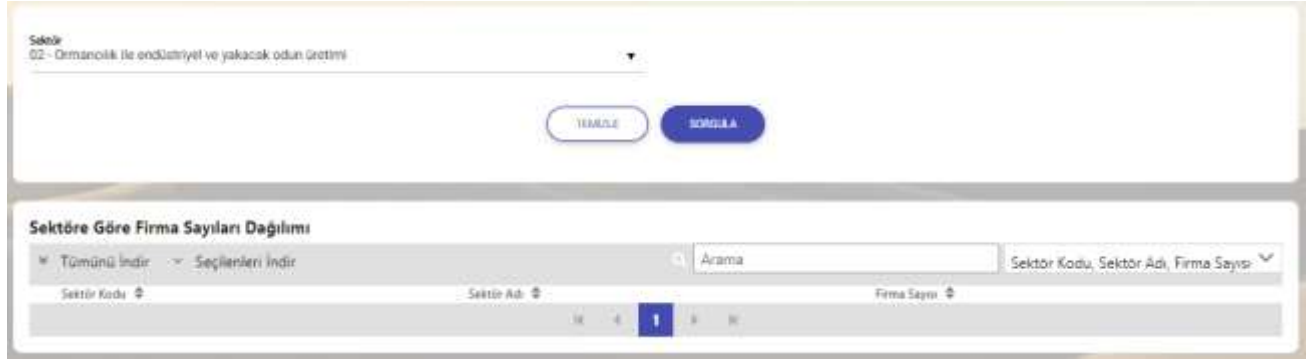 Sektör
02 - Ormancılık ile endüstriyel ve yakacak odun üretimi
TEMİZLE
SORGULA
Sektöre Göre Firma Sayıları Dağılımı
Tümünü İndir Seçilenleri İndir Arama Sektör Kodu, Sektör Adı, Firma Sayısı
Sektör Kodu Sektör Adı Firma Sayısı
1